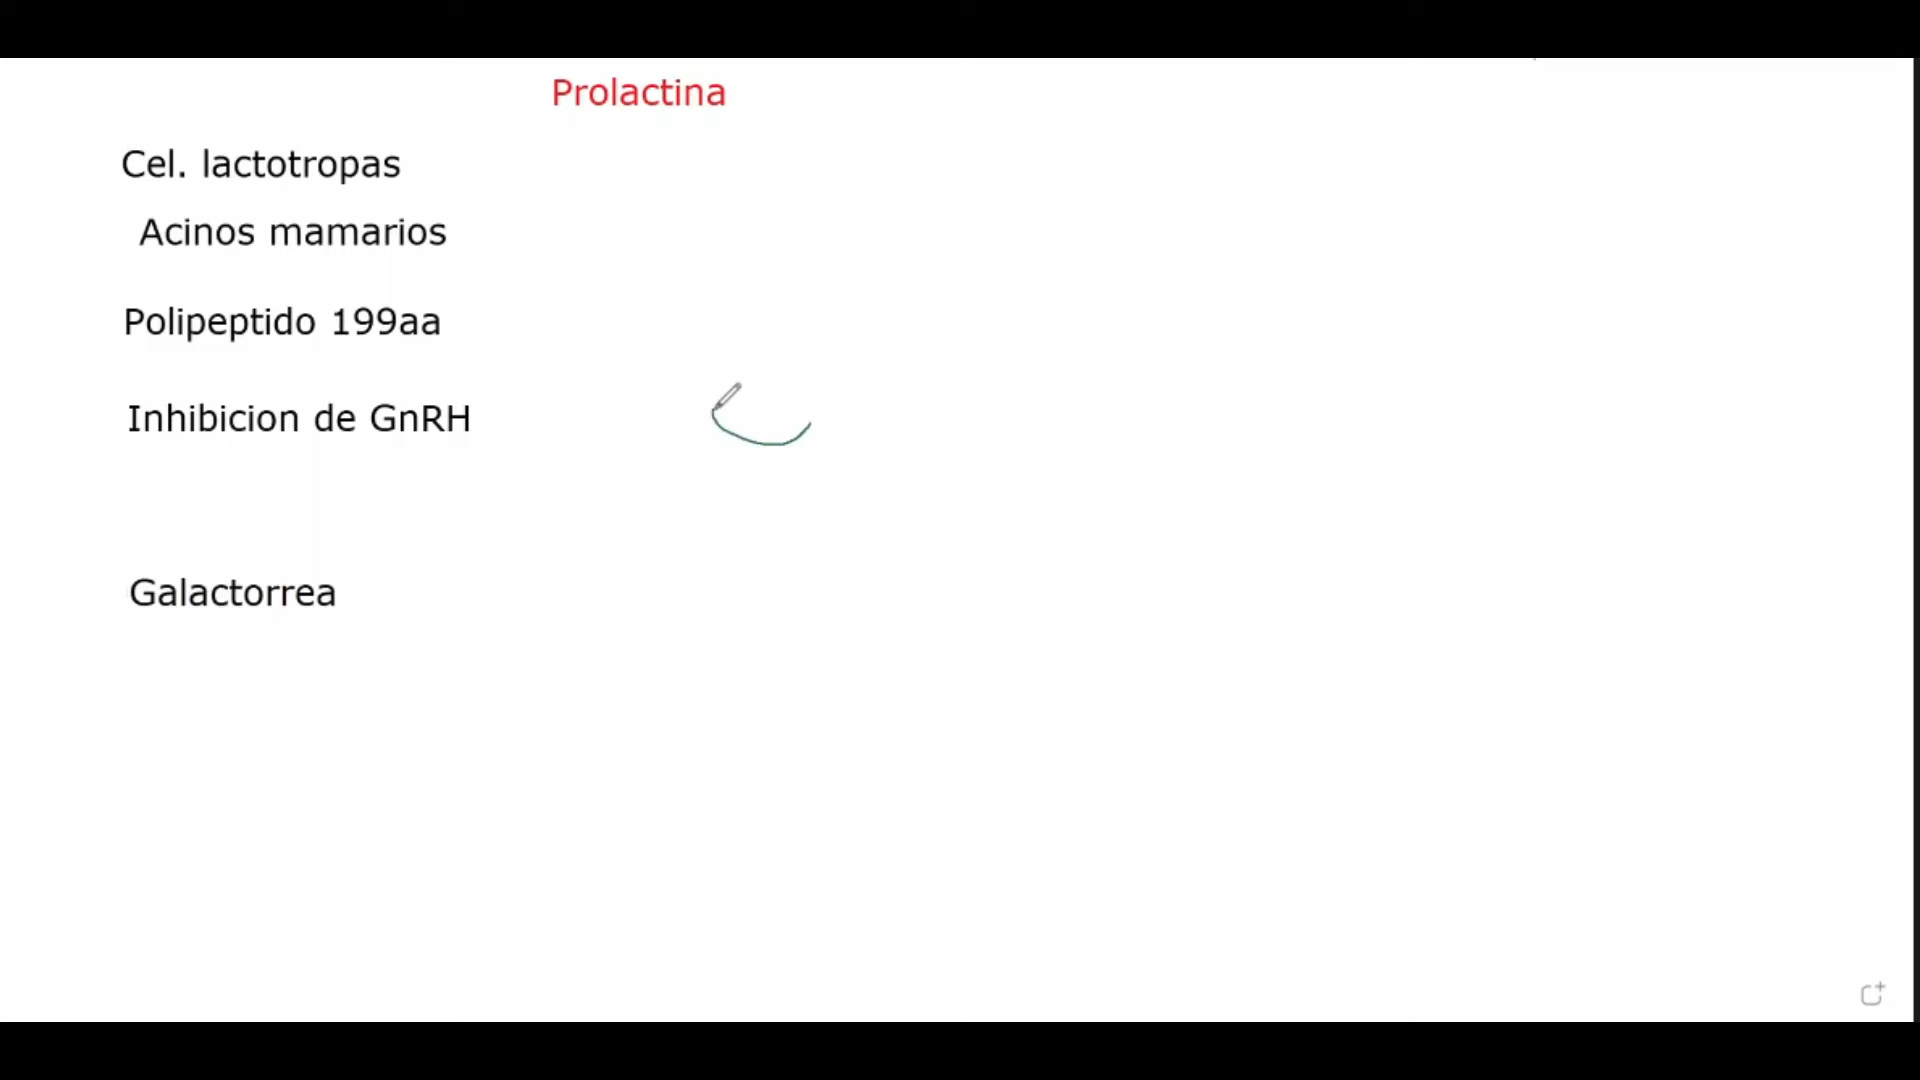 Prolactina
Cel. lactotropas
Acinos mamarios
Polipeptido 199aa
Inhibicion de GnRH
Galactorrea